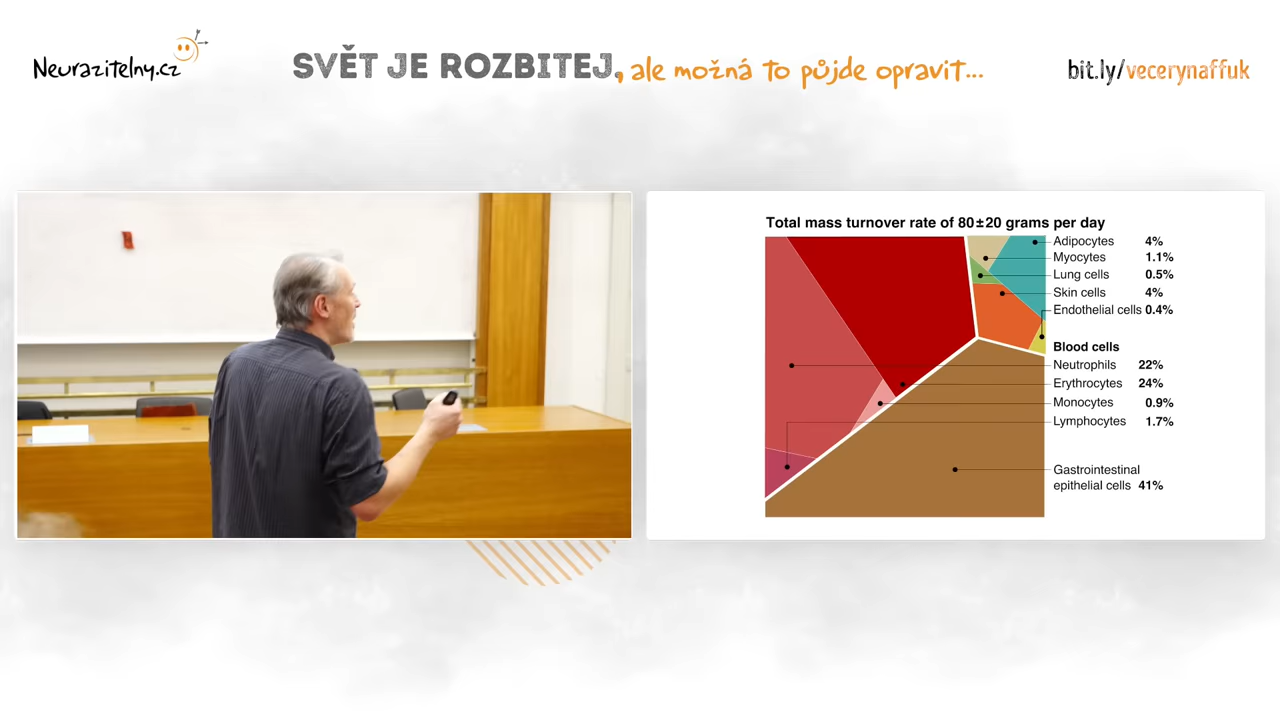 Neurazitelny.cz
SVĚT JE ROZBITEJ, ale možná to půjde opravit...
bit.ly/vecerynaffuk
Total mass turnover rate of 80±20 grams per day
Adipocytes 4%
Myocytes 1.1%
Lung cells 0.5%
Skin cells 4%
Endothelial cells 0.4%
Blood cells
Neutrophils 22%
Erythrocytes 24%
Monocytes 0.9%
Lymphocytes 1.7%
Gastrointestinal
epithelial cells 41%